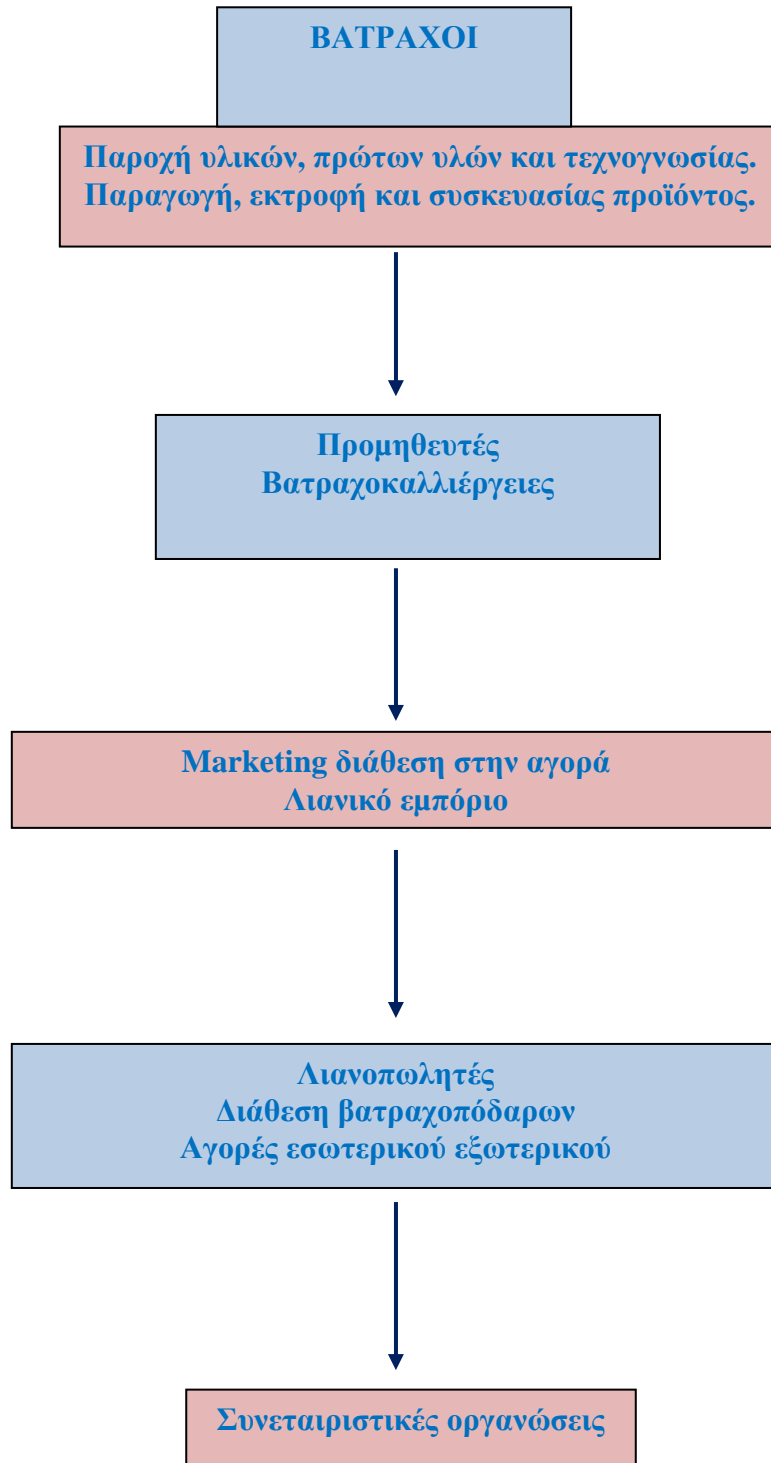 ΒΑΤΡΑΧΟΙ
Παροχή υλικών, πρώτων υλών και τεχνογνωσίας.
Παραγωγή, εκτροφή και συσκευασίας προϊόντος.
Προμηθευτές
Βατραχοκαλλιέργειες
Marketing διάθεση στην αγορά
Λιανικό εμπόριο
Λιανοπωλητές
Διάθεση βατραχοπόδαρων
Αγορές εσωτερικού εξωτερικού
Συνεταιριστικές οργανώσεις